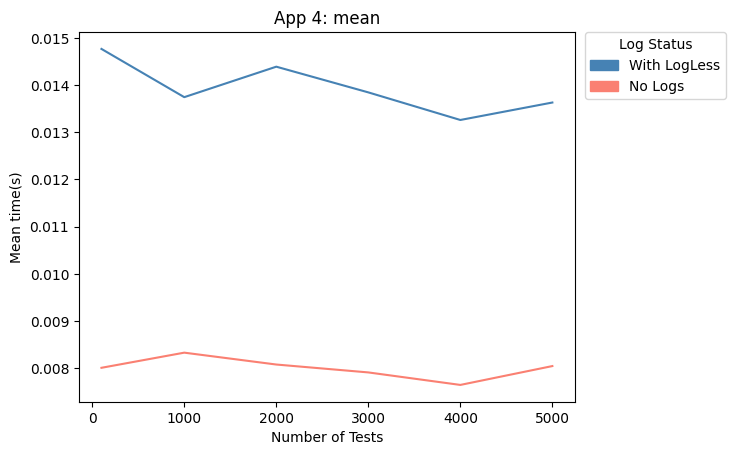 App 4: mean
Log Status
With LogLess
No Logs
Mean time(s)
0.015
0.014
0.013
0.012
0.011
0.010
0.009
0.008
0 1000 2000 3000 4000 5000
Number of Tests